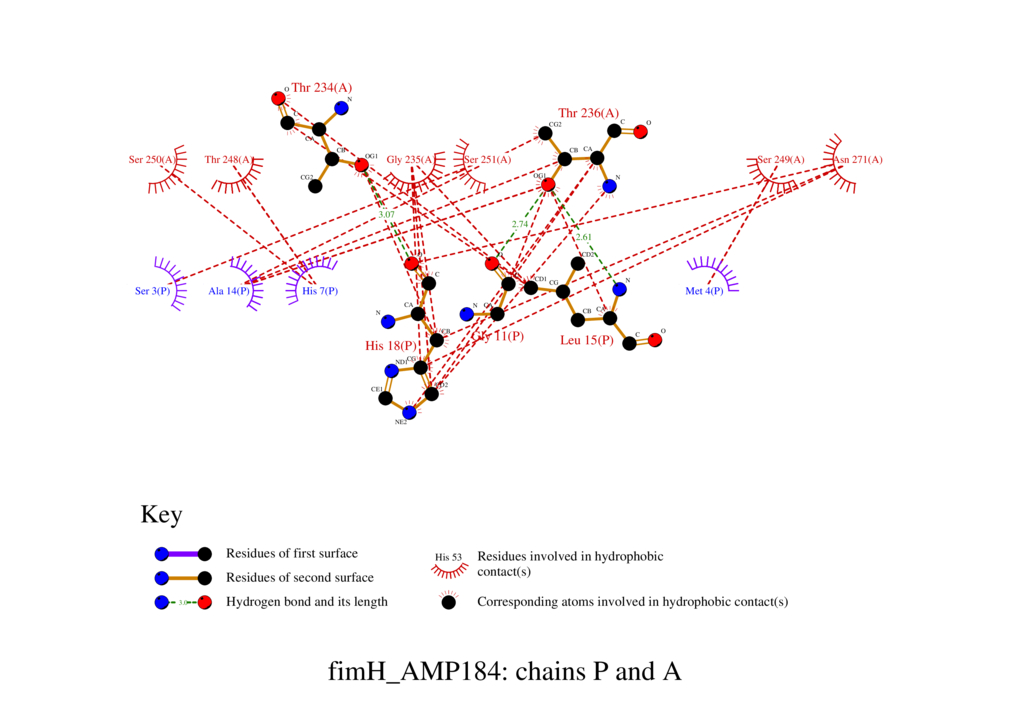 Thr 234(A)
O
N
C
CA
CB
OG1
CG2
Thr 236(A)
CG2
C
O
CB
CA
OG1
N
Ser 250(A)
Thr 248(A)
Gly 235(A)
Ser 251(A)
Ser 249(A)
Asn 271(A)
3.07
2.74
2.61
Ser 3(P)
Ala 14(P)
His 7(P)
Met 4(P)
C
CA
N
CB
His 18(P)
CG
ND1
CD2
CE1
NE2
N
CA
Gly 11(P)
CD1
CG
CD2
N
CB
CA
Leu 15(P)
C
O
Key
Residues of first surface
Residues of second surface
3.0
Hydrogen bond and its length
His 53
Residues involved in hydrophobic
contact(s)
Corresponding atoms involved in hydrophobic contact(s)
fimH_AMP184: chains P and A